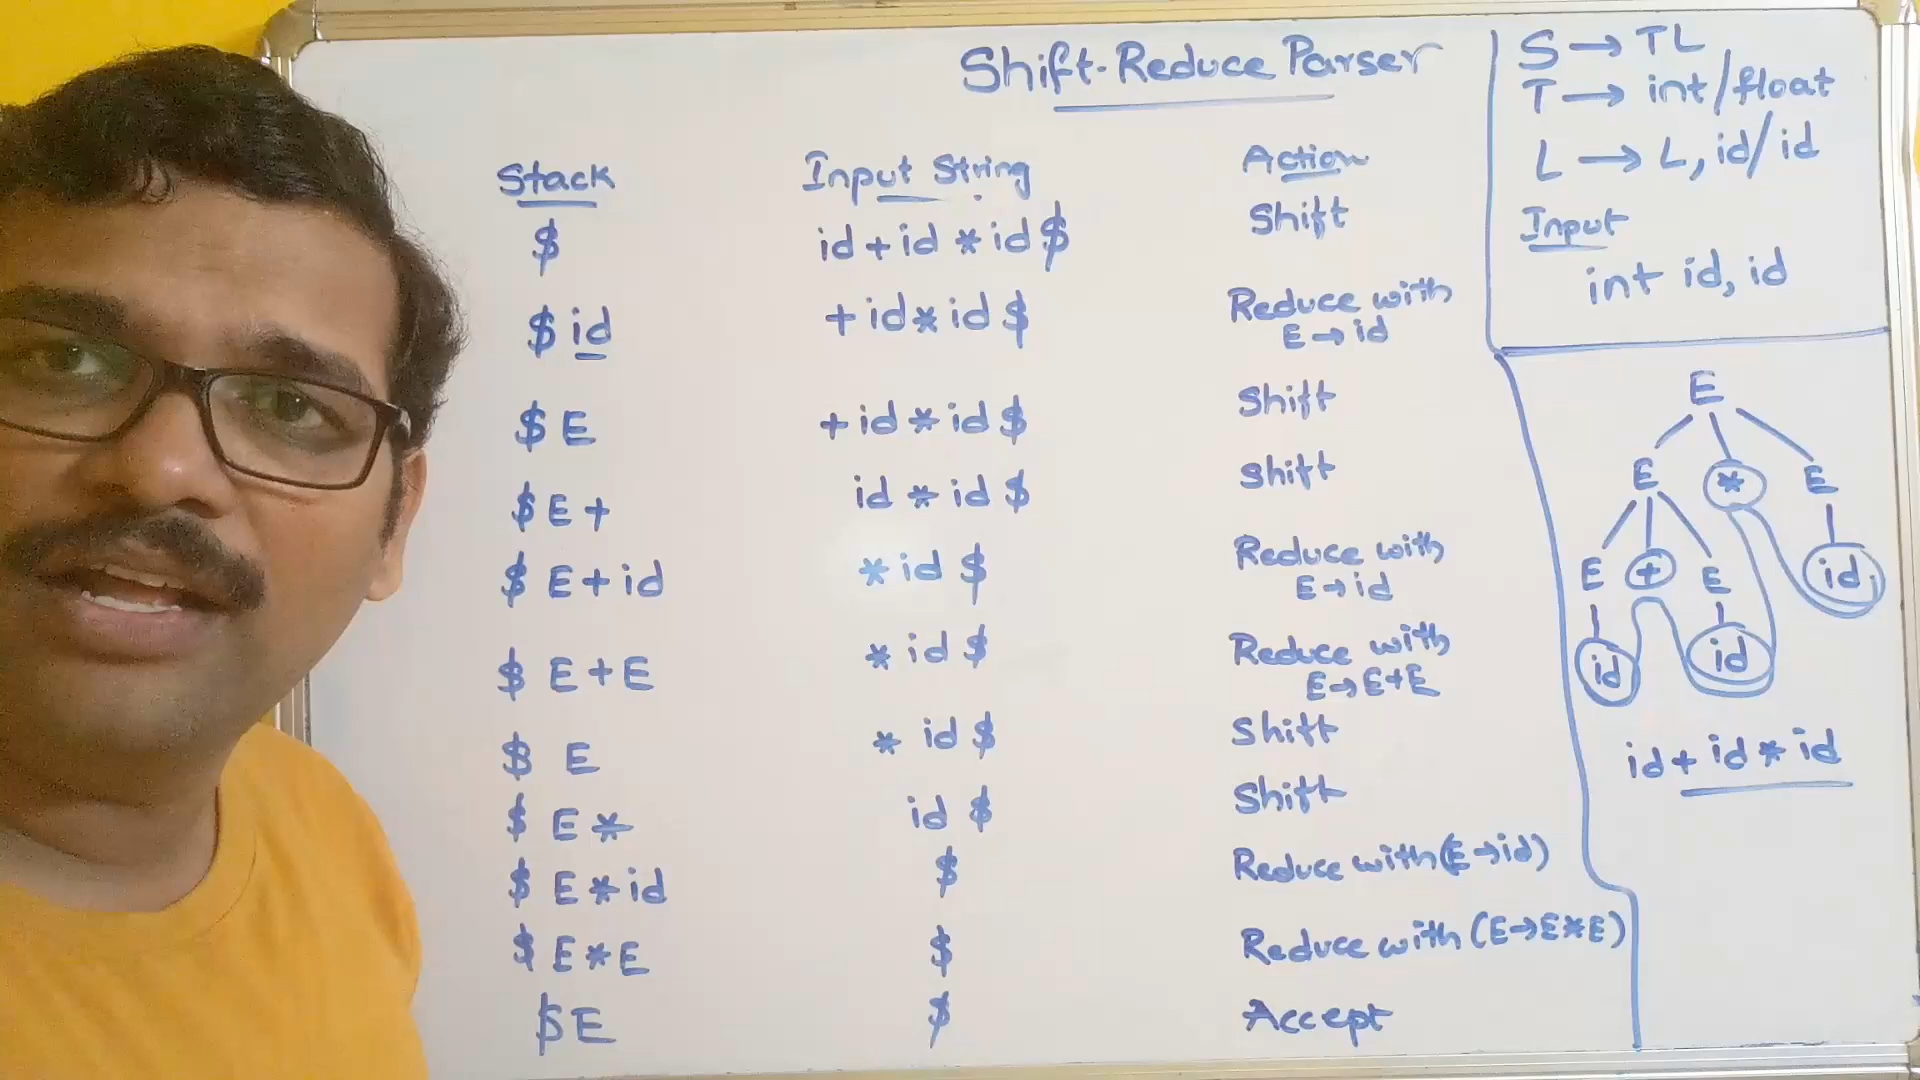 Shift-Reduce Parser
Stack Input String Action
$ id + id * id $ Shift
$ id + id * id $ Reduce with
E → id
$ E + id * id $ Shift
$ E + id * id $ Shift
$ E + id * id $ Reduce with
E → id
$ E + E * id $ Reduce with
E → E + E
$ E * id $ Shift
$ E * id $ Shift
$ E * id $ Reduce with (E → id)
$ E * E $ Reduce with (E → E * E)
$ E $ Accept
S → TL
T → int/float
L → L, id/id
Input
int id, id
E
E * E
E + E id
id id
id + id * id